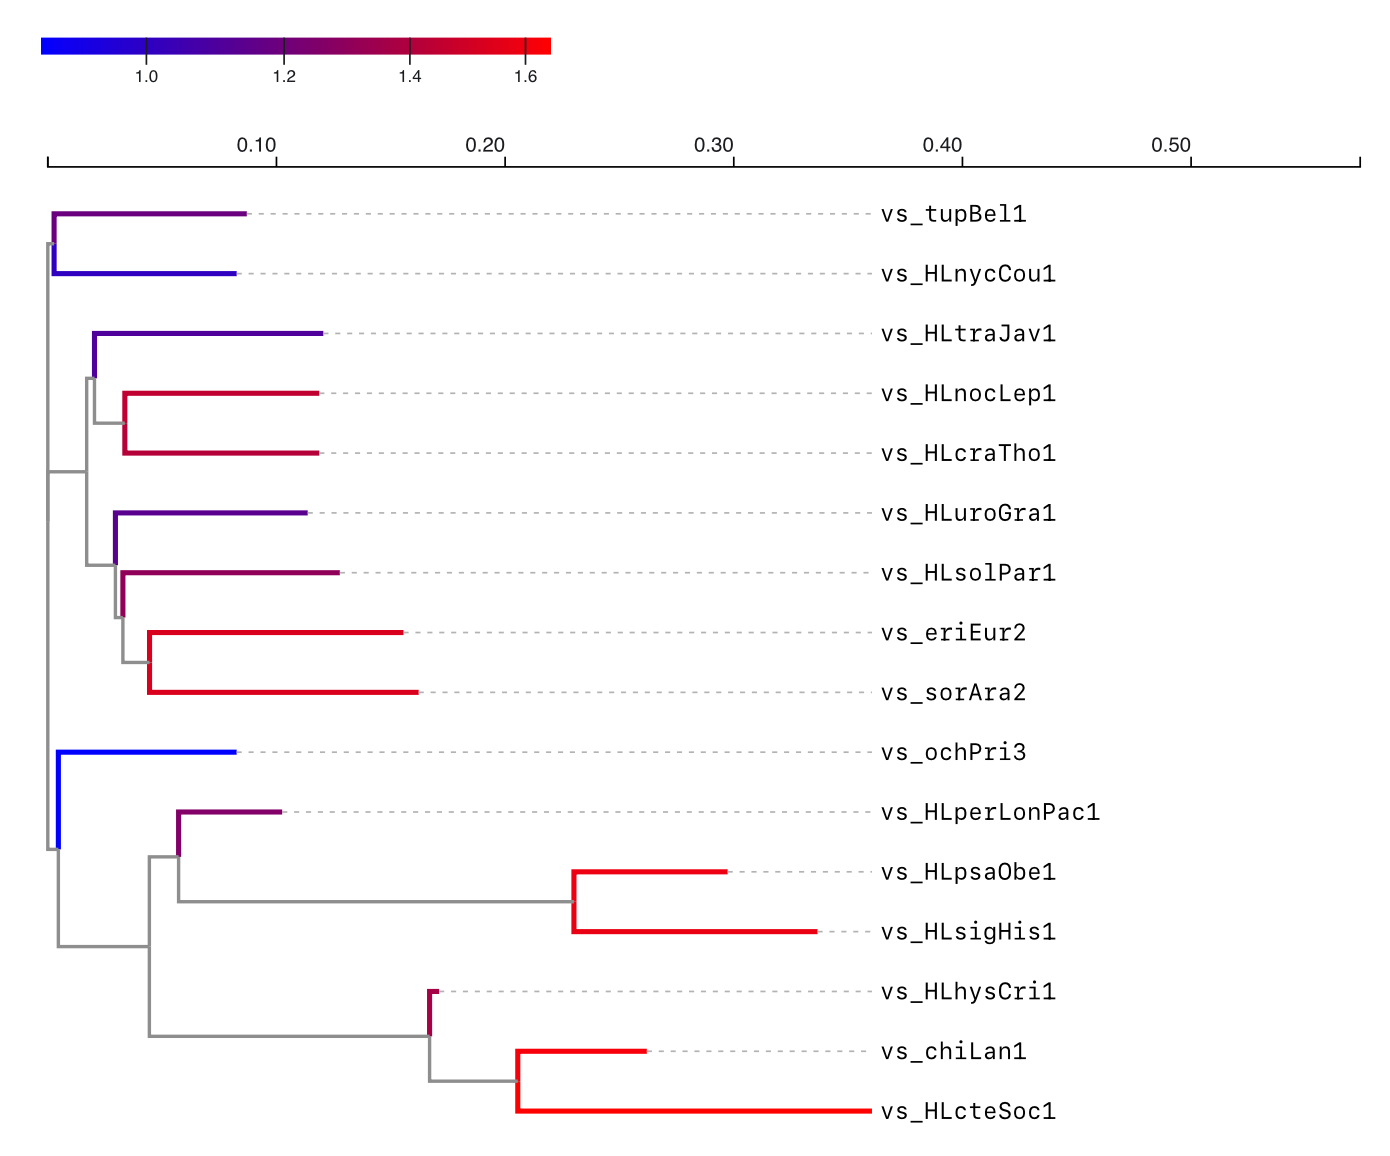 1.0 1.2 1.4 1.6
0.10 0.20 0.30 0.40 0.50
vs_tupBel1
vs_HLnycCou1
vs_HLtraJav1
vs_HLnocLep1
vs_HLcraTho1
vs_HLuroGra1
vs_HLsolPar1
vs_eriEur2
vs_sorAra2
vs_ochPri3
vs_HLperLonPac1
vs_HLpsaObe1
vs_HLsigHis1
vs_HLhysCri1
vs_chiLan1
vs_HLcteSoc1